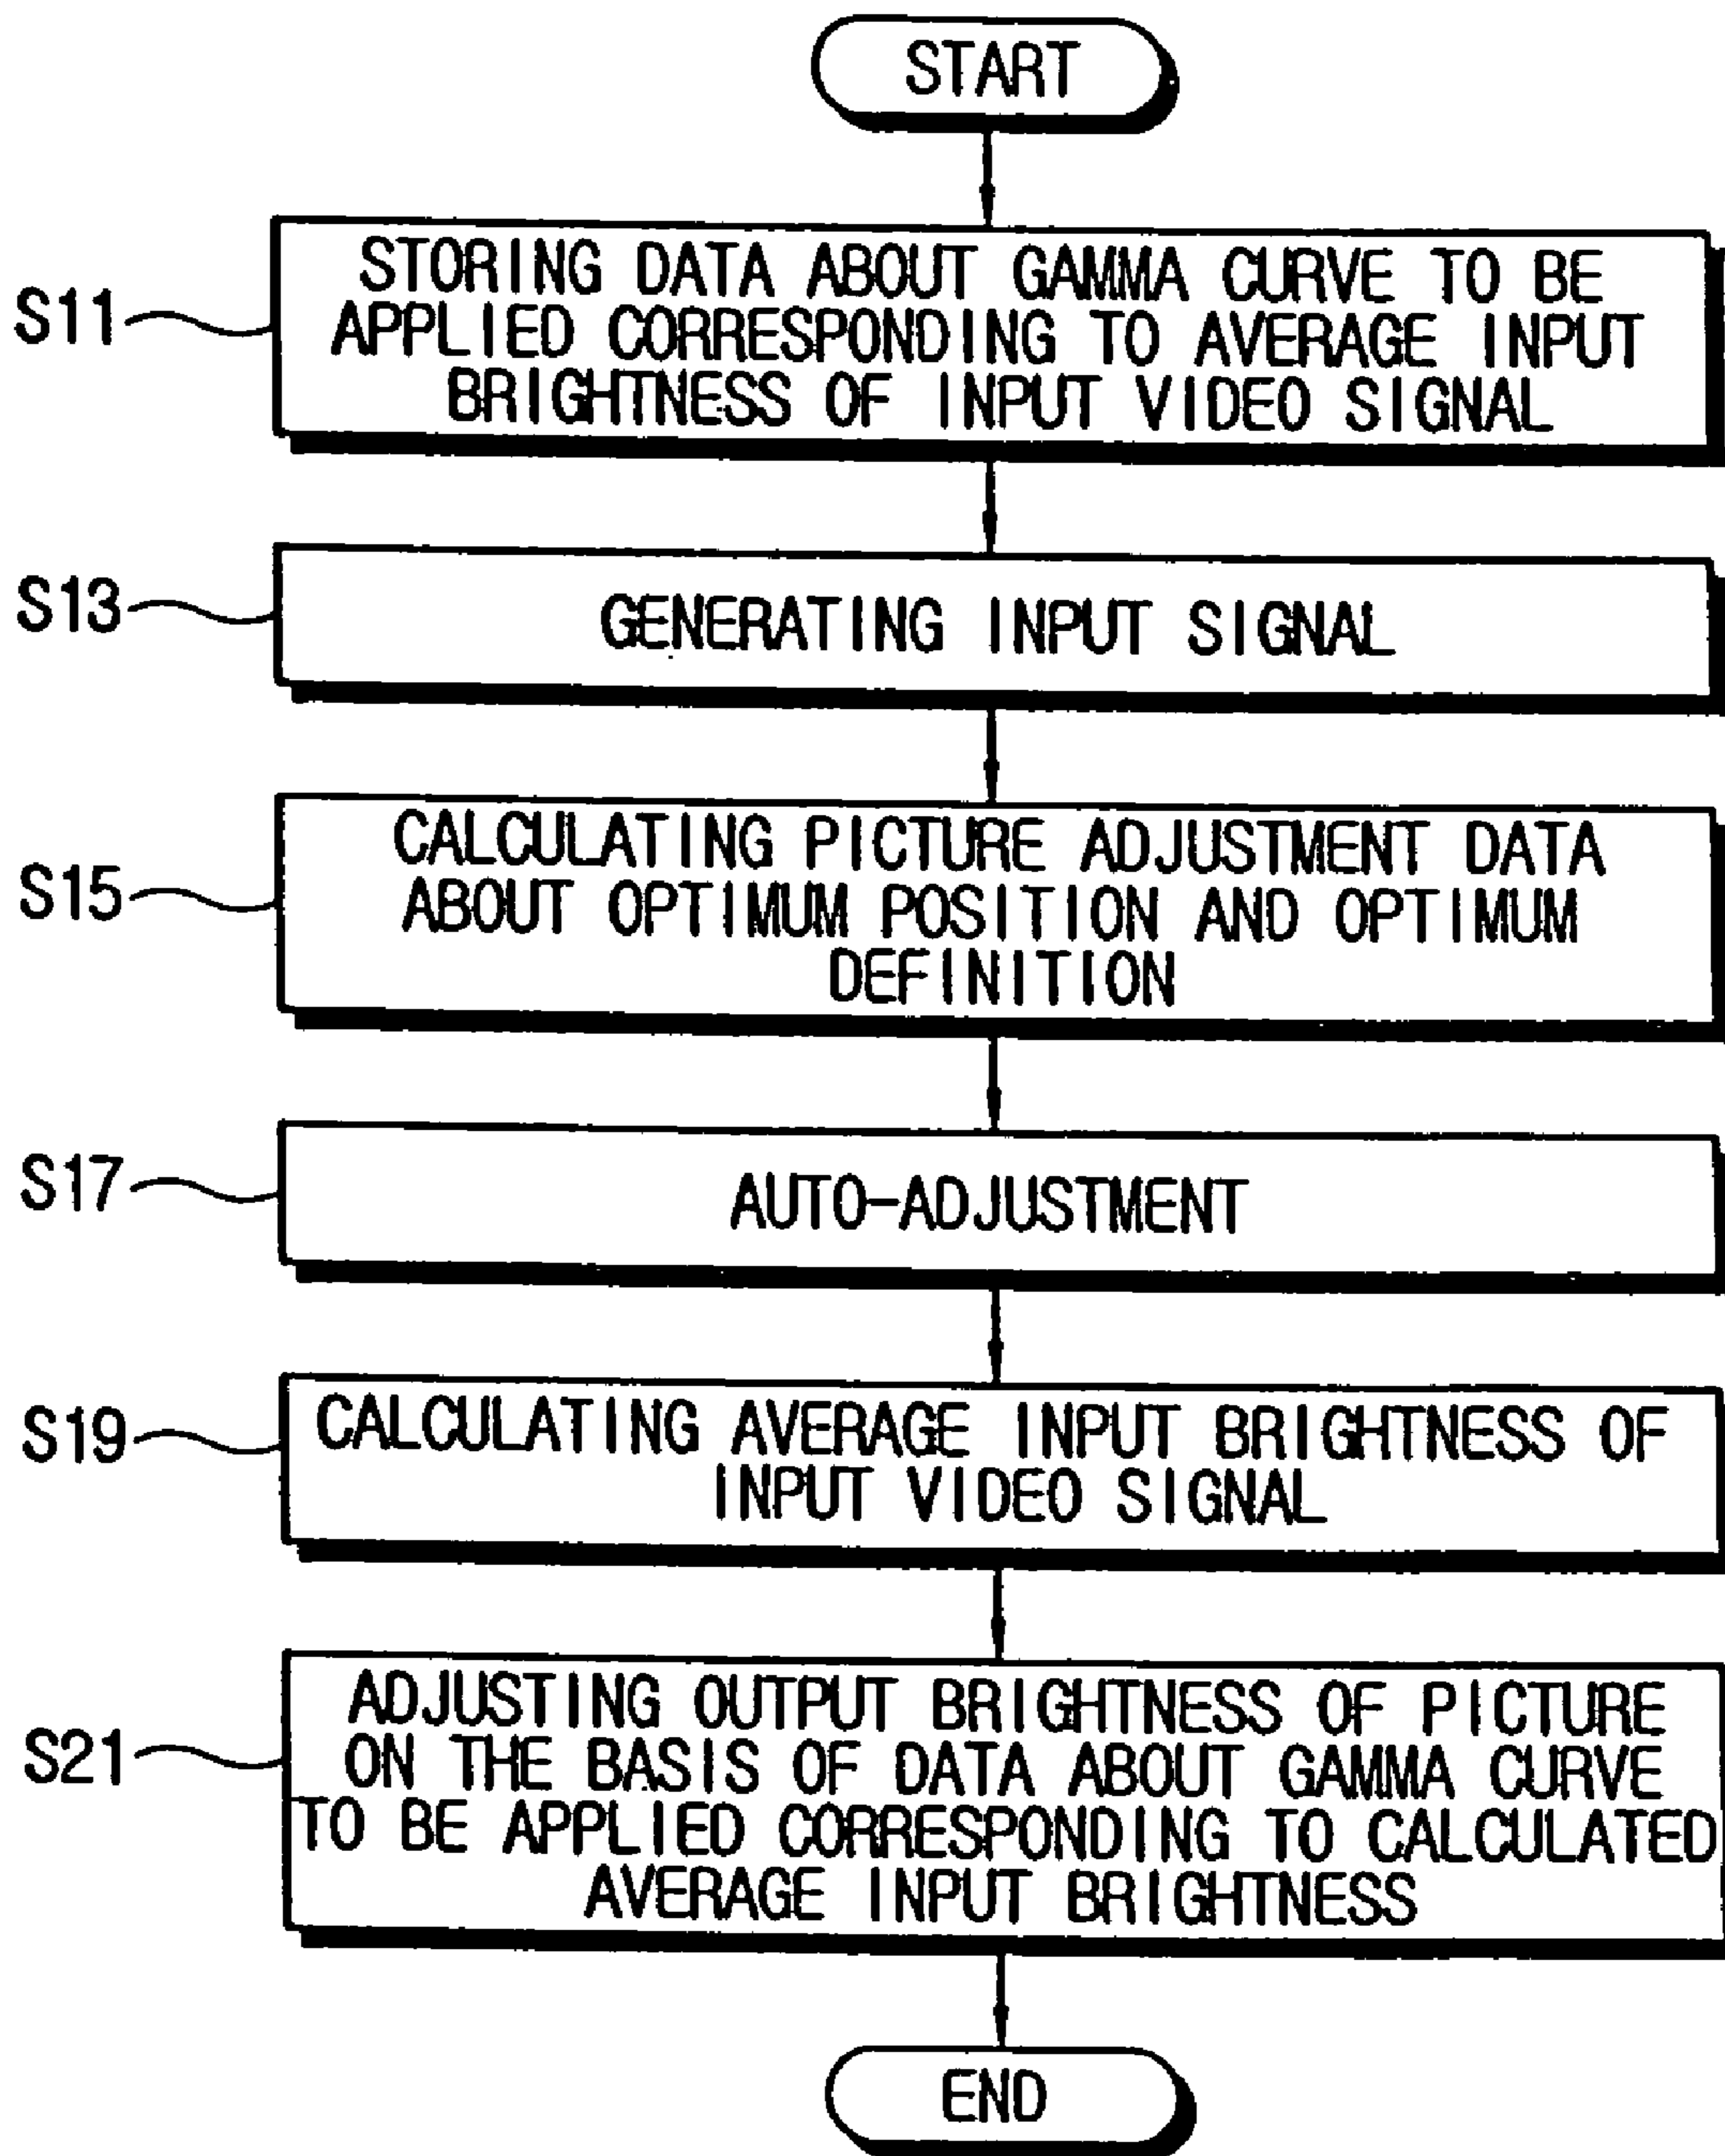 START
S11
STORING DATA ABOUT GAMMA CURVE TO BE
APPLIED CORRESPONDING TO AVERAGE INPUT
BRIGHTNESS OF INPUT VIDEO SIGNAL
S13
GENERATING INPUT SIGNAL
S15
CALCULATING PICTURE ADJUSTMENT DATA
ABOUT OPTIMUM POSITION AND OPTIMUM
DEFINITION
S17
AUTO-ADJUSTMENT
S19
CALCULATING AVERAGE INPUT BRIGHTNESS OF
INPUT VIDEO SIGNAL
S21
ADJUSTING OUTPUT BRIGHTNESS OF PICTURE
ON THE BASIS OF DATA ABOUT GAMMA CURVE
TO BE APPLIED CORRESPONDING TO CALCULATED
AVERAGE INPUT BRIGHTNESS
END